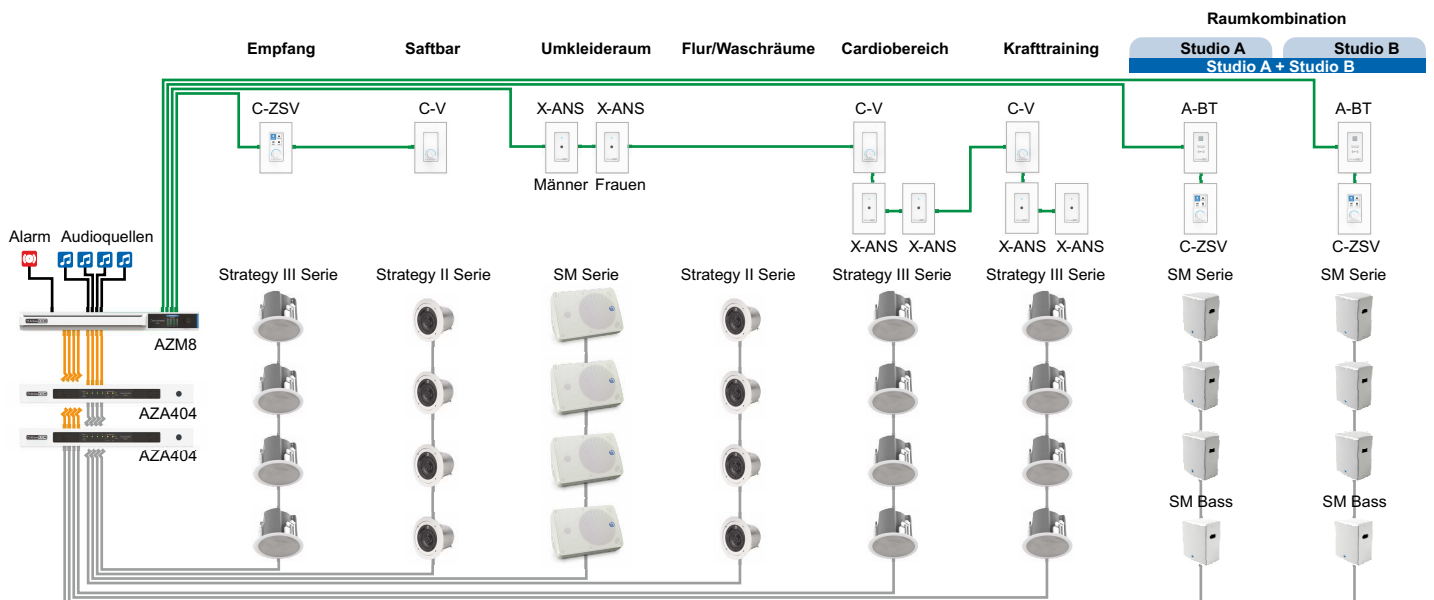 Raumkombination
Empfang Saftbar Umkleideraum Flur/Waschräume Cardiobereich Krafttraining Studio A Studio B
Studio A + Studio B
C-ZSV C-V X-ANS X-ANS C-V C-V A-BT A-BT
Männer Frauen
Alarm Audioquellen X-ANS X-ANS X-ANS X-ANS C-ZSV C-ZSV
Strategy III Serie Strategy II Serie SM Serie Strategy II Serie Strategy III Serie Strategy III Serie SM Serie SM Serie
AZM8
AZA404
AZA404
SM Bass SM Bass